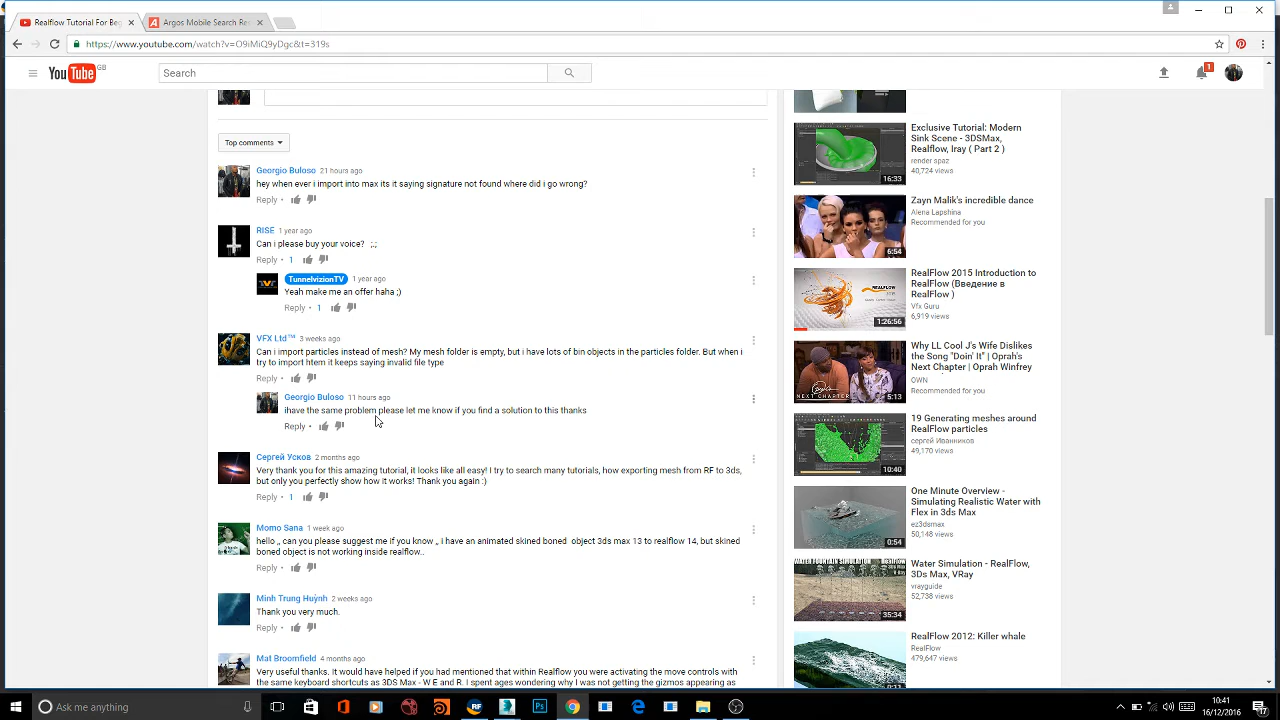 Realflow Tutorial For Beg
Argos Mobile Search Res
https://www.youtube.com/watch?v=O9iMiQ9yDgc&t=319s
YouTube GB
Search
1
Top comments
Georgio Buloso 21 hours ago
hey when ever i import into max its it saying signature not found where did i go wrong?
Reply
RISE 1 year ago
Can i please buy your voice? ;_;
Reply 1
TunnelvizionTV 1 year ago
Yeah make me an offer haha ;)
Reply 1
VFX Ltd™ 3 weeks ago
Can i import particles instead of mesh? My mesh folder is empty, but i have lots of bin objects in the particles folder. But when i
try to import htem it keeps saying invalid file type
Reply
Georgio Buloso 11 hours ago
ihave the same problem please let me know if you find a solution to this thanks
Reply
Сергей Усков 2 months ago
Very thank you for this amazing tutorial, it looks like all easy! I try to search many tutorials, how exporting mesh from RF to 3ds,
but only you perfectly show how it works! Thank you again :)
Reply 1
Momo Sana 1 week ago
hello ,, can you please suggest me if you know ,, i have an animated skined boned object 3ds max 13 to realflow 14, but skined
boned object is not working inside realflow..
Reply
Minh Trung Huỳnh 2 weeks ago
Thank you very much.
Reply
Mat Broomfield 4 months ago
Very useful thanks. It would have helpefed if you had mentioned that within Realflow you were activating the move controls with
the same keyboard shortcuts as 3DS Max - W E and R. I spent ages wondering why I was not getting the gizmos appearing as
Exclusive Tutorial: Modern
Sink Scene - 3DSMax,
Realflow, Iray ( Part 2 )
render spaz
40,724 views
16:33
Zayn Malik's incredible dance
Alena Lapshina
Recommended for you
6:54
RealFlow 2015 Introduction to
RealFlow (Введение в
RealFlow )
Vfx Guru
6,919 views
REALFLOW
1:26:56
Why LL Cool J's Wife Dislikes
the Song "Doin' It" | Oprah's
Next Chapter | Oprah Winfrey
OWN
Recommended for you
NEXT CHAPTER
5:13
19 Generating meshes around
RealFlow particles
сергей Иванников
49,170 views
10:40
One Minute Overview -
Simulating Realistic Water with
Flex in 3ds Max
ez3dsmax
50,148 views
0:54
Water Simulation - RealFlow,
3Ds Max, VRay
vrayguide
52,738 views
35:34
RealFlow 2012: Killer whale
RealFlow
479,647 views
Ask me anything
10:41
16/12/2016
17